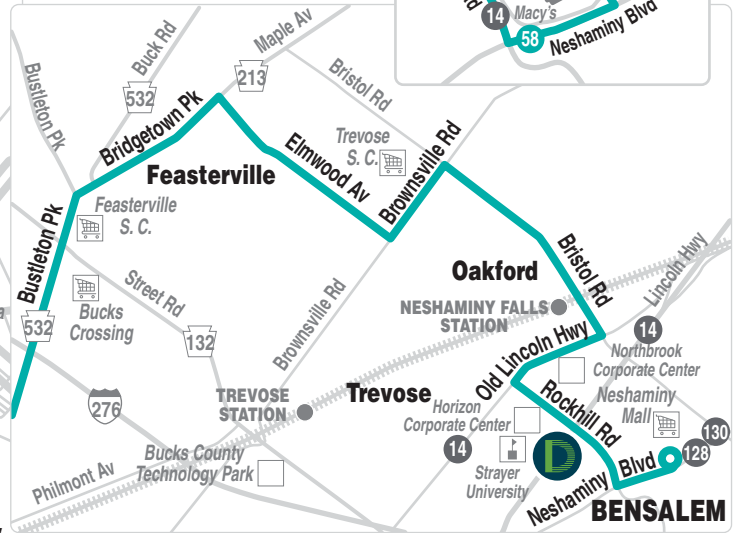 14
Macy's
58
Neshaminy Blvd
Bustleton Pk
Buck Rd
532
Maple Av
213
Bristol Rd
Bridgetown Pk
Feasterville
Trevose
S. C.
Elmwood Av
Brownsville Rd
Feasterville
S. C.
Bustleton Pk
532
Bucks
Crossing
Street Rd
132
Brownsville Rd
Oakford
Bristol Rd
Lincoln Hwy
NESHAMINY FALLS
STATION
14
Old Lincoln Hwy
Northbrook
Corporate Center
276
TREVOSE
STATION
Trevose
Horizon
Corporate Center
14
Rockhill Rd
Neshaminy
Mall
130
128
Bucks County
Technology Park
Philmont Av
Strayer
University
D
Neshaminy Blvd
BENSALEM